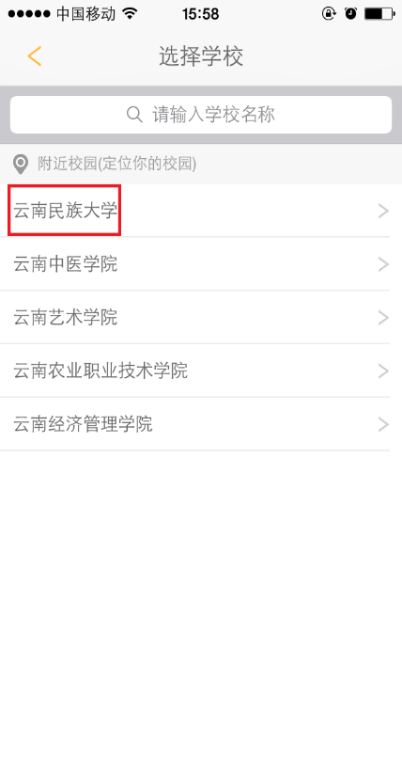 中国移动 15:58
选择学校
请输入学校名称
附近校园(定位你的校园)
云南民族大学
云南中医学院
云南艺术学院
云南农业职业技术学院
云南经济管理学院